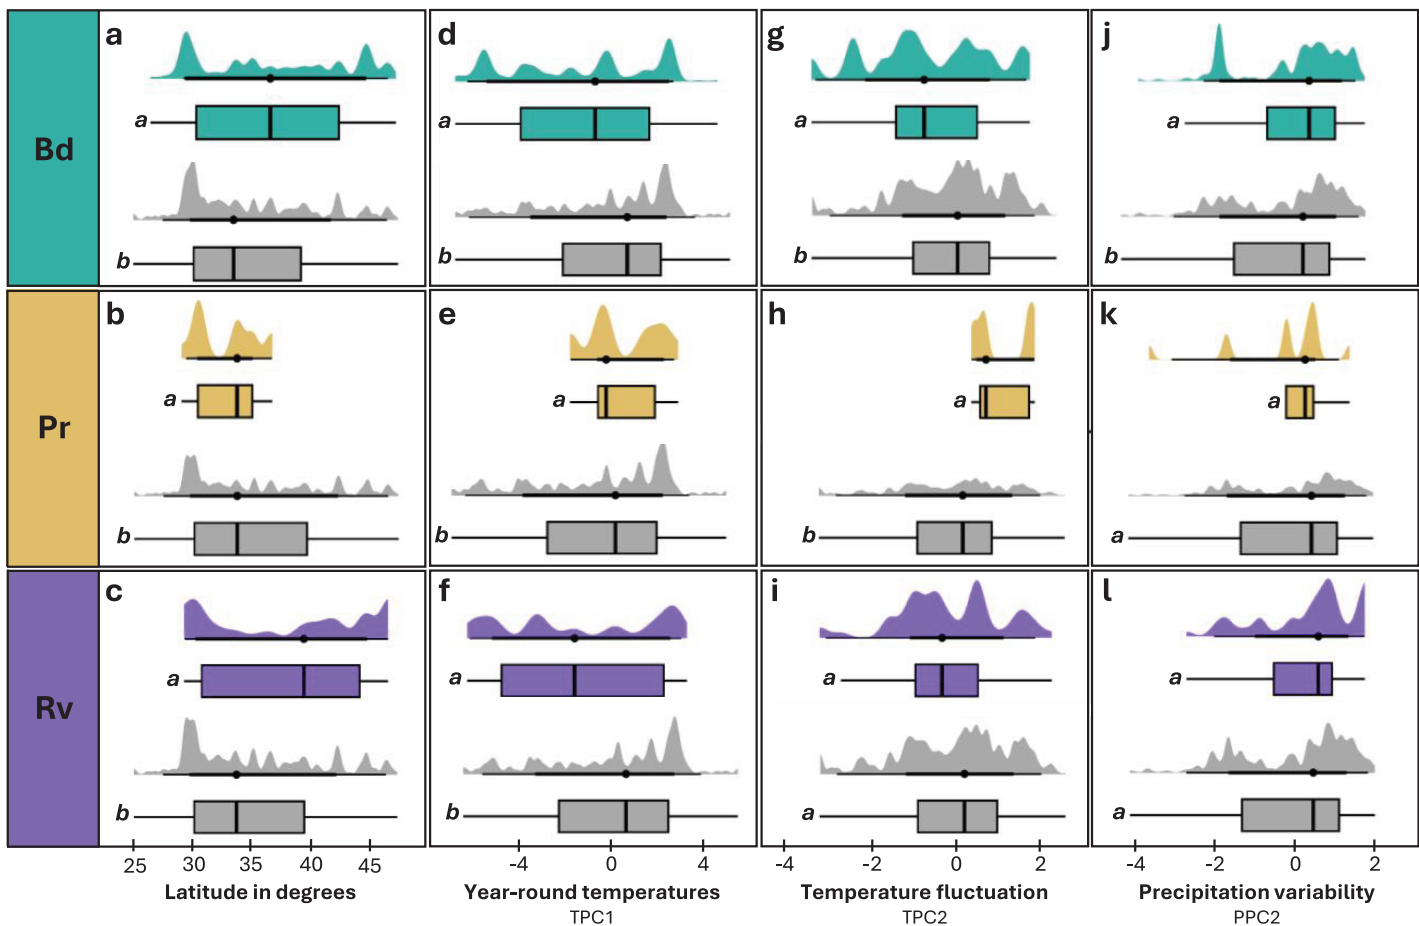 Bd
a
d
g
j
a
a
a
a
b
b
b
b
Pr
b
e
h
k
a
a
a
a
b
b
b
a
Rv
c
f
i
l
a
a
a
a
b
b
a
a
25 30 35 40 45
-4 0 4
-4 -2 0 2
-4 -2 0 2
Latitude in degrees
Year-round temperatures
TPC1
Temperature fluctuation
TPC2
Precipitation variability
PPC2